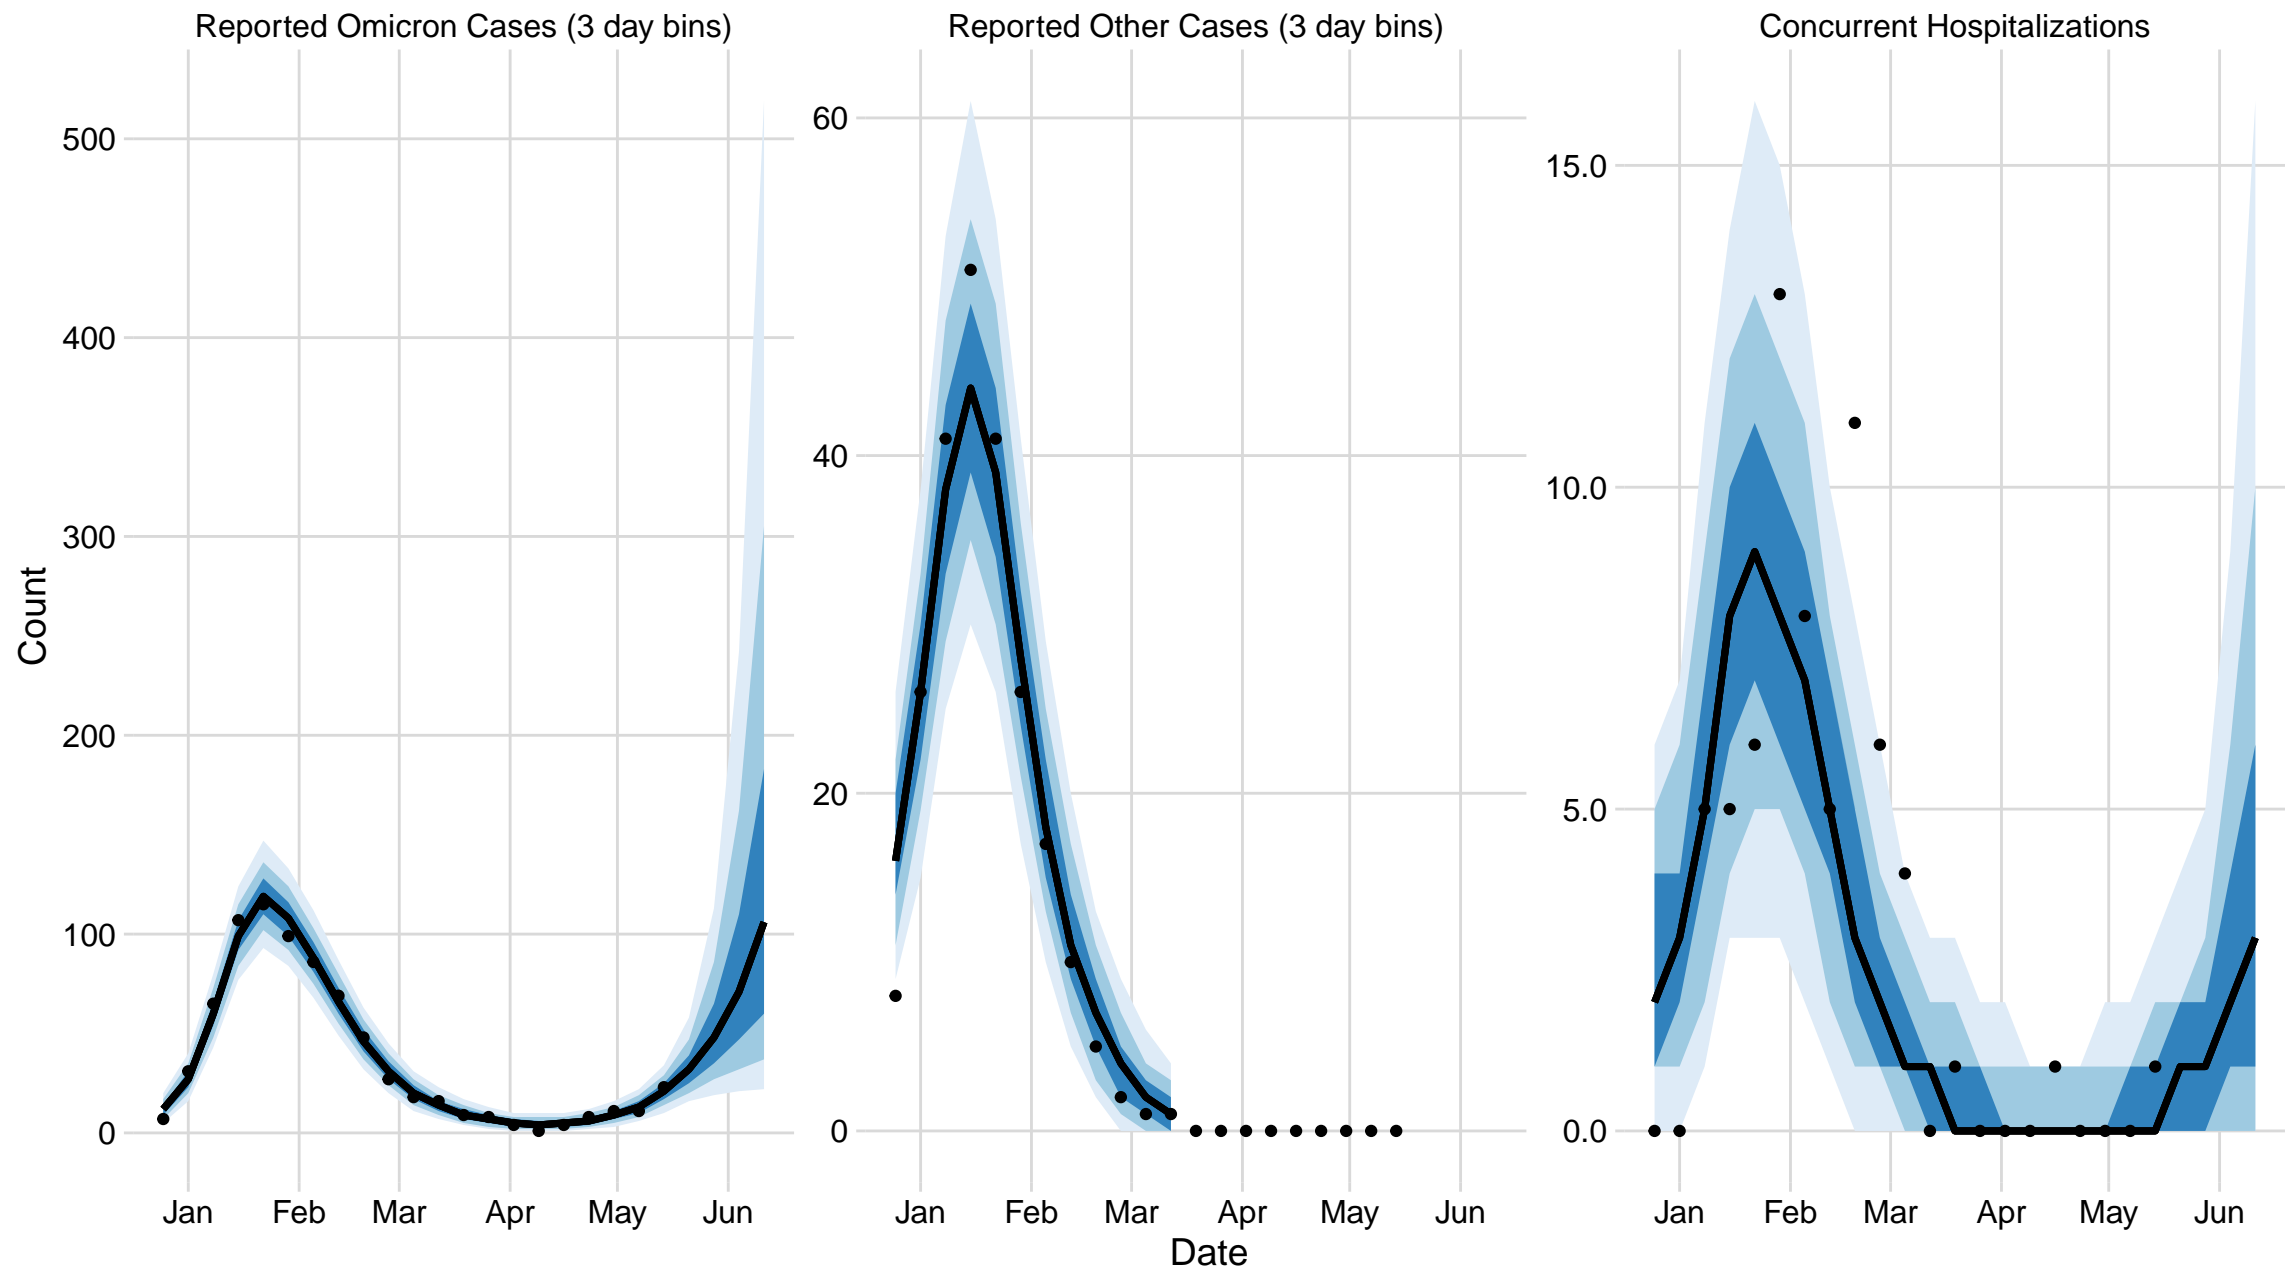 Reported Omicron Cases (3 day bins)
Reported Other Cases (3 day bins)
Concurrent Hospitalizations
Count
500
400
300
200
100
0
Jan Feb Mar Apr May Jun
60
40
20
0
Jan Feb Mar Apr May Jun
15.0
10.0
5.0
0.0
Jan Feb Mar Apr May Jun
Date